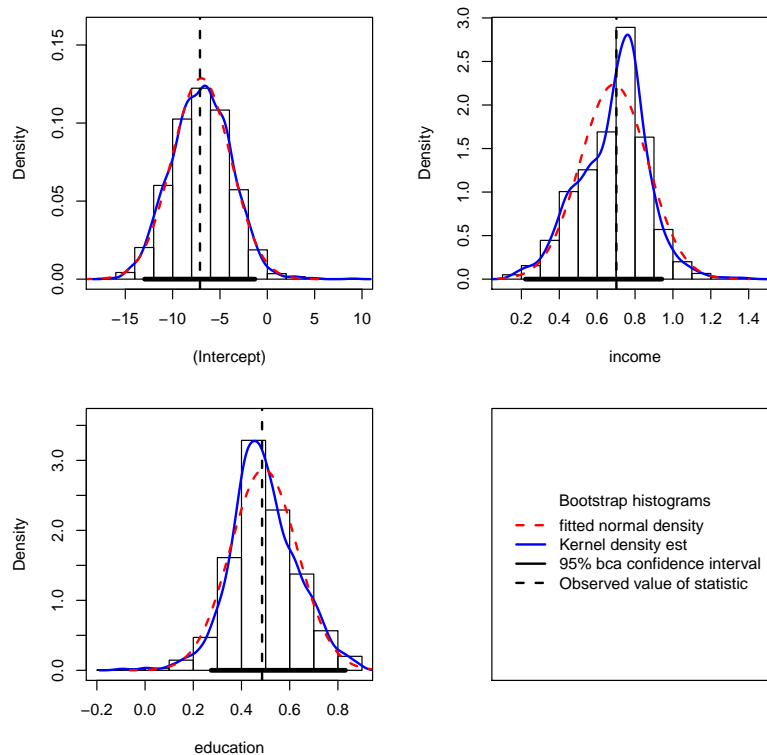 Density
0.15
0.10
0.05
0.00
−15 −10 −5 0 5 10
(Intercept)
Density
3.0
2.5
2.0
1.5
1.0
0.5
0.0
0.2 0.4 0.6 0.8 1.0 1.2 1.4
income
Density
3.0
2.0
1.0
0.0
−0.2 0.0 0.2 0.4 0.6 0.8
education
Bootstrap histograms
fitted normal density
Kernel density est
95% bca confidence interval
Observed value of statistic